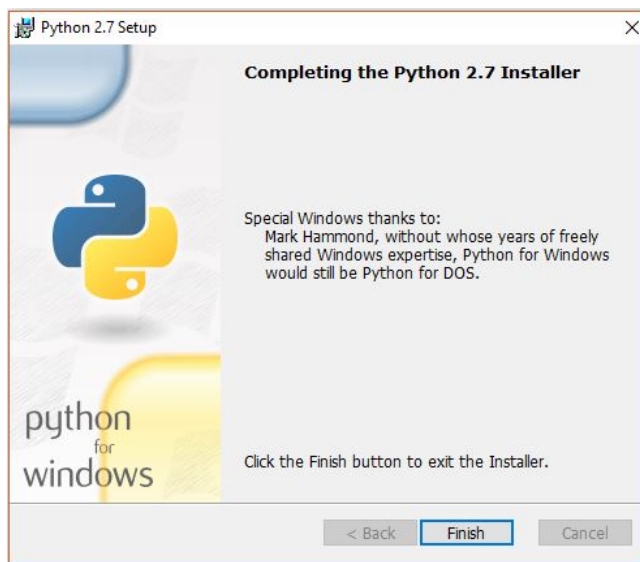 Python 2.7 Setup
Completing the Python 2.7 Installer
Special Windows thanks to:
Mark Hammond, without whose years of freely
shared Windows expertise, Python for Windows
would still be Python for DOS.
python
for
windows
Click the Finish button to exit the Installer.
< Back
Finish
Cancel